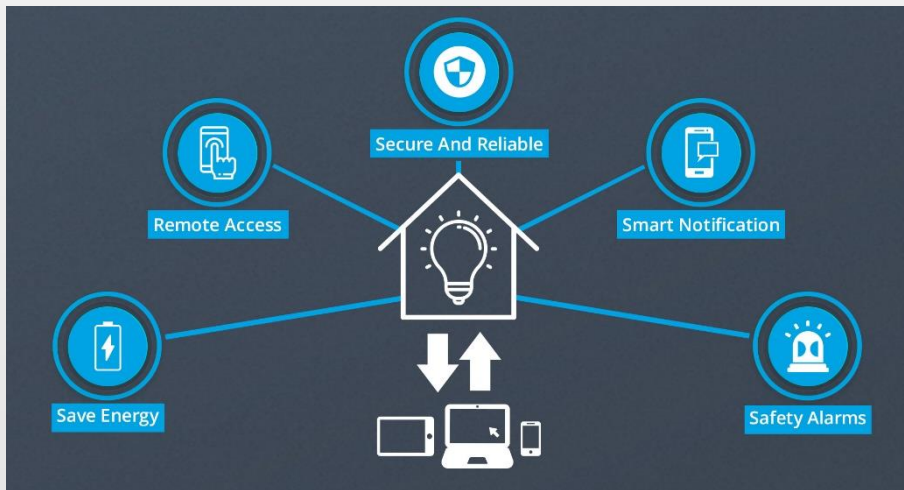 Secure And Reliable
Remote Access
Smart Notification
Save Energy
Safety Alarms